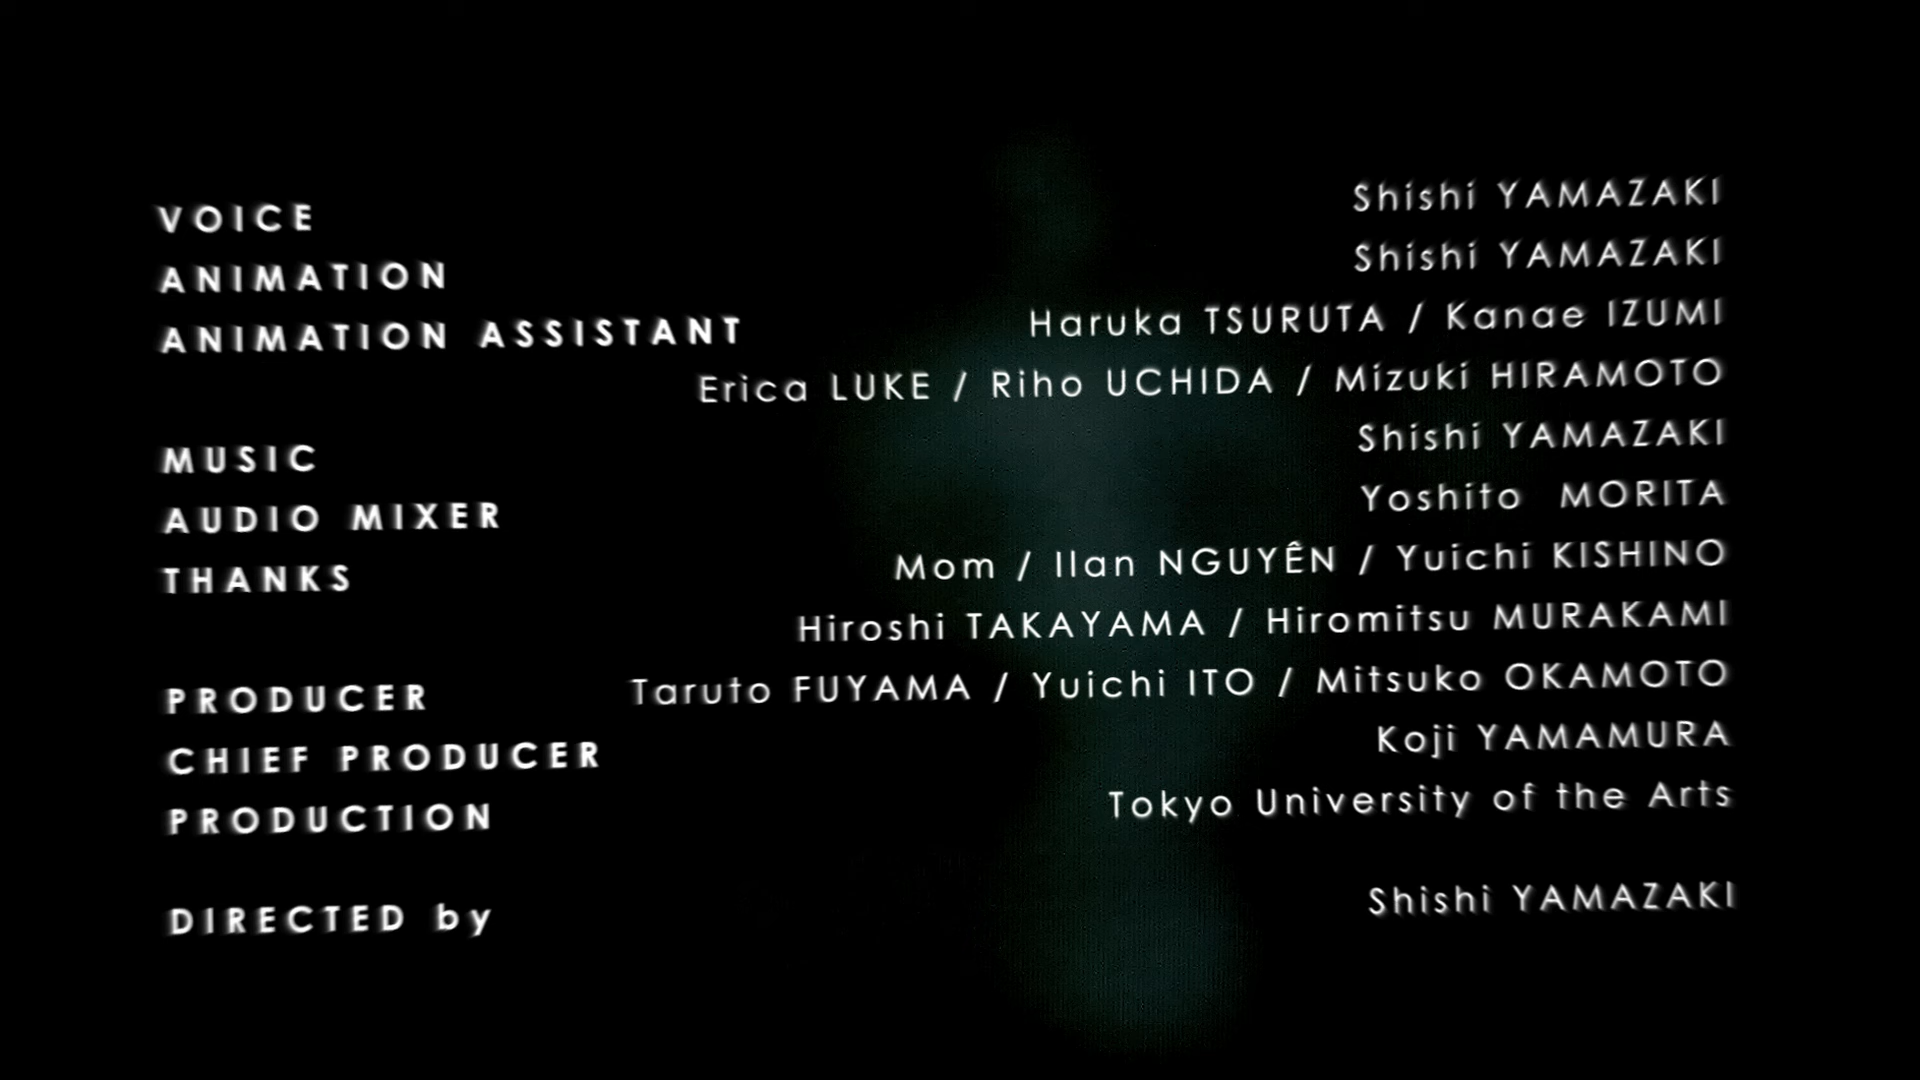 VOICE Shishi YAMAZAKI
ANIMATION Shishi YAMAZAKI
ANIMATION ASSISTANT Haruka TSURUTA / Kanae IZUMI
Erica LUKE / Riho UCHIDA / Mizuki HIRAMOTO
MUSIC Shishi YAMAZAKI
AUDIO MIXER Yoshito MORITA
THANKS Mom / Ilan NGUYÊN / Yuichi KISHINO
Hiroshi TAKAYAMA / Hiromitsu MURAKAMI
PRODUCER Taruto FUYAMA / Yuichi ITO / Mitsuko OKAMOTO
CHIEF PRODUCER Koji YAMAMURA
PRODUCTION Tokyo University of the Arts
DIRECTED by Shishi YAMAZAKI